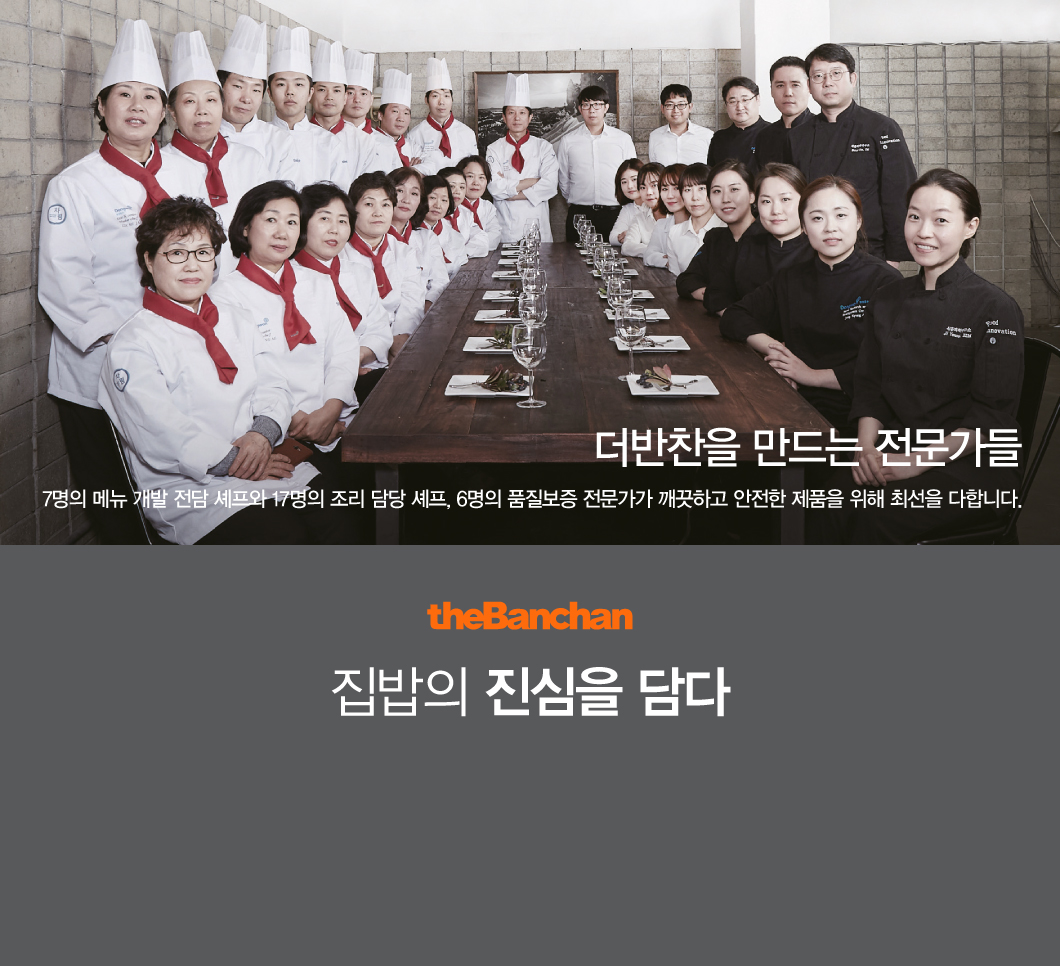 더반찬을 만드는 전문가들
7명의 메뉴 개발 전담 셰프와 17명의 조리 담당 셰프, 6명의 품질보증 전문가가 깨끗하고 안전한 제품을 위해 최선을 다합니다.
theBanchan
집밥의 진심을 담다